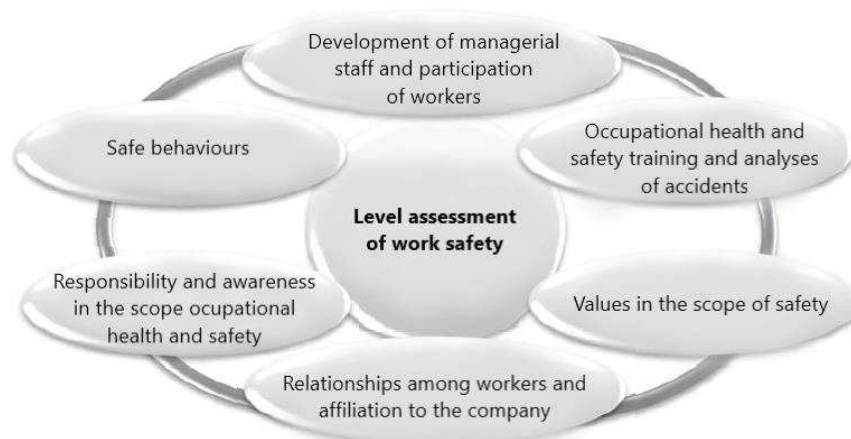 Development of managerial
staff and participation
of workers
Safe behaviours
Occupational health and
safety training and analyses
of accidents
Level assessment
of work safety
Responsibility and awareness
in the scope ocupational
health and safety
Values in the scope of safety
Relationships among workers and
affiliation to the company